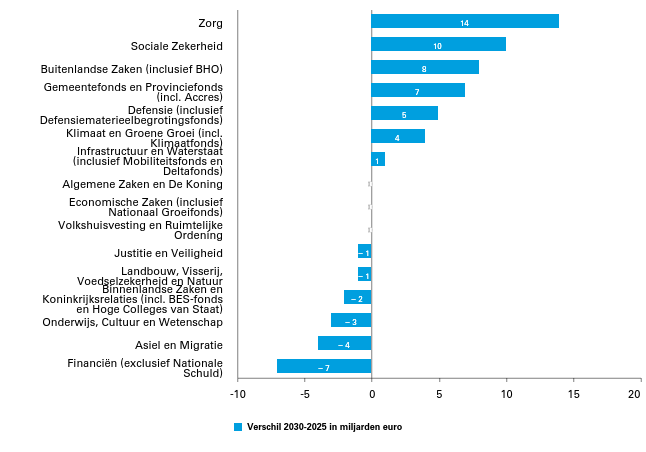 Zorg
14
Sociale Zekerheid
10
Buitenlandse Zaken (inclusief BHO)
8
Gemeentefonds en Provinciefonds
(incl. Accres)
7
Defensie (inclusief
Defensiematerieelbegrotingsfonds)
5
Klimaat en Groene Groei (incl.
Klimaatfonds)
4
Infrastructuur en Waterstaat
(inclusief Mobiliteitsfonds en
Deltafonds)
1
Algemene Zaken en De Koning
0
Economische Zaken (inclusief
Nationaal Groeifonds)
0
Volkshuisvesting en Ruimtelijke
Ordening
0
Justitie en Veiligheid
– 1
Landbouw, Visserij,
Voedselzekerheid en Natuur
– 1
Binnenlandse Zaken en
Koninkrijksrelaties (incl. BES-fonds
en Hoge Colleges van Staat)
– 2
Onderwijs, Cultuur en Wetenschap
– 3
Asiel en Migratie
– 4
Financiën (exclusief Nationale
Schuld)
– 7
-10 -5 0 5 10 15 20
Verschil 2030-2025 in miljarden euro